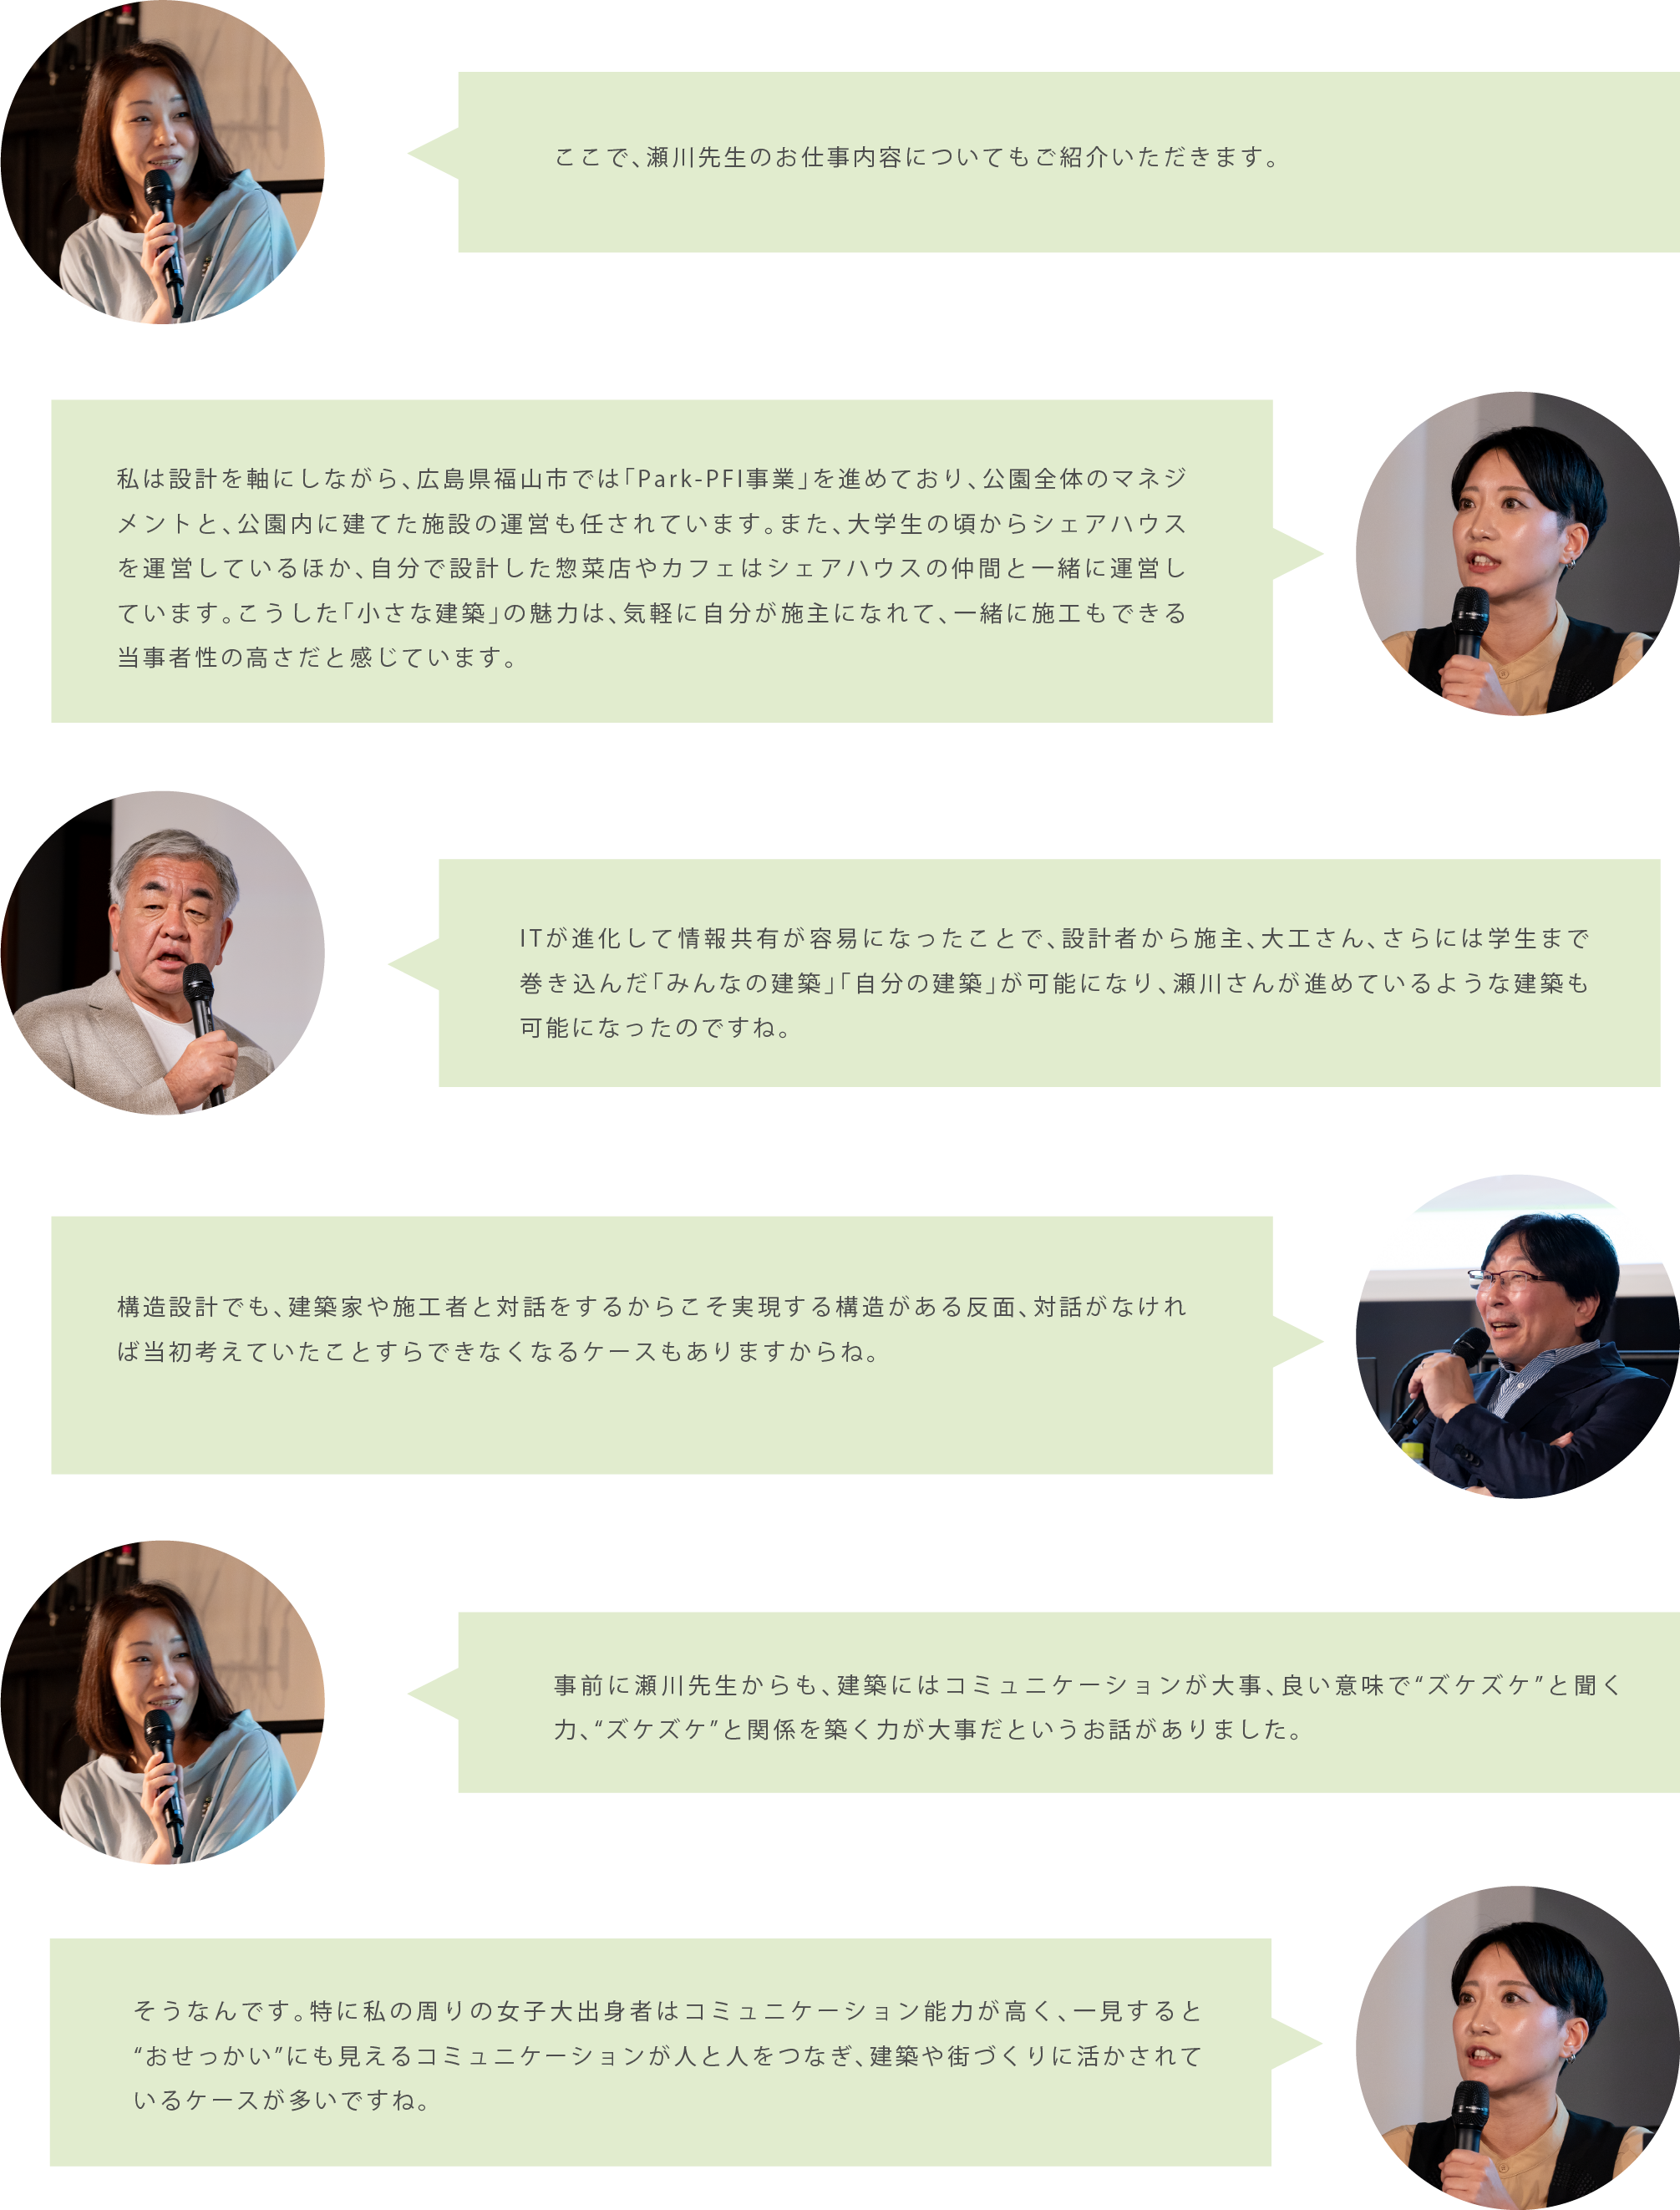 ここで、瀬川先生のお仕事内容についてもご紹介いただきます。
私は設計を軸にしながら、広島県福山市では「Park-PFI事業」を進めており、公園全体のマネジ
メントと、公園内に建てた施設の運営も任されています。また、大学生の頃からシェアハウス
を運営しているほか、自分で設計した惣菜店やカフェはシェアハウスの仲間と一緒に運営し
ています。こうした「小さな建築」の魅力は、気軽に自分が施主になれて、一緒に施工もできる
当事者性の高さだと感じています。
ITが進化して情報共有が容易になったことで、設計者から施主、大工さん、さらには学生まで
巻き込んだ「みんなの建築」「自分の建築」が可能になり、瀬川さんが進めているような建築も
可能になったのですね。
構造設計でも、建築家や施工者と対話をするからこそ実現する構造がある反面、対話がなけれ
ば当初考えていたことすらできなくなるケースもありますからね。
事前に瀬川先生からも、建築にはコミュニケーションが大事、良い意味で“ズケズケ”と聞く
力、“ズケズケ”と関係を築く力が大事だというお話がありました。
そうなんです。特に私の周りの女子大出身者はコミュニケーション能力が高く、一見すると
“おせっかい”にも見えるコミュニケーションが人と人をつなぎ、建築や街づくりに活かされて
いるケースが多いですね。